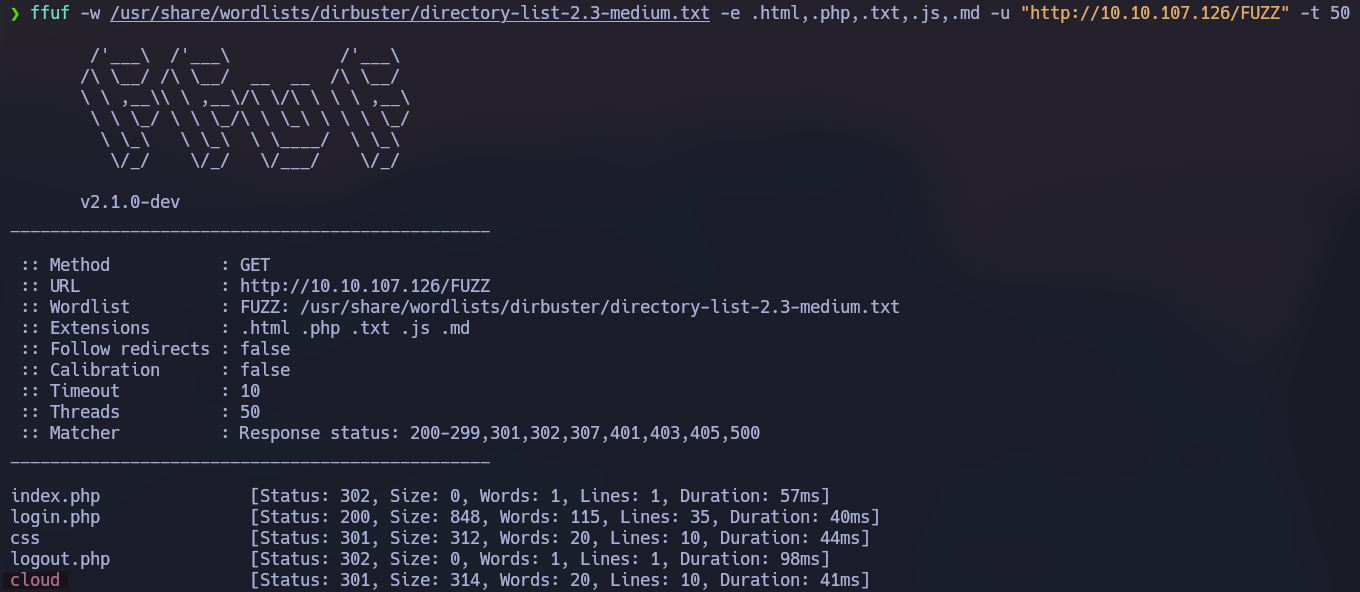 ❯ ffuf -w /usr/share/wordlists/dirbuster/directory-list-2.3-medium.txt -e .html,.php,.txt,.js,.md -u "http://10.10.107.126/FUZZ" -t 50
        /'___\  /'___\           /'___\
       /\ \__/ /\ \__/  __  __  /\ \__/
       \ \ ,__\\ \ ,__\/\ \/\ \ \ \ ,__\
        \ \ \_/ \ \ \_/\ \ \_\ \ \ \ \_/
         \ \_\   \ \_\  \ \____/  \ \_\
          \/_/    \/_/   \/___/    \/_/
       v2.1.0-dev
________________________________________________
 :: Method           : GET
 :: URL              : http://10.10.107.126/FUZZ
 :: Wordlist         : FUZZ: /usr/share/wordlists/dirbuster/directory-list-2.3-medium.txt
 :: Extensions       : .html .php .txt .js .md
 :: Follow redirects : false
 :: Calibration      : false
 :: Timeout          : 10
 :: Threads          : 50
 :: Matcher          : Response status: 200-299,301,302,307,401,403,405,500
________________________________________________
index.php               [Status: 302, Size: 0, Words: 1, Lines: 1, Duration: 57ms]
login.php               [Status: 200, Size: 848, Words: 115, Lines: 35, Duration: 40ms]
css                     [Status: 301, Size: 312, Words: 20, Lines: 10, Duration: 44ms]
logout.php              [Status: 302, Size: 0, Words: 1, Lines: 1, Duration: 98ms]
cloud                   [Status: 301, Size: 314, Words: 20, Lines: 10, Duration: 41ms]